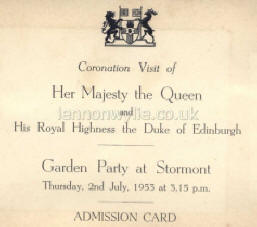 Coronation Visit of
Her Majesty the Queen
and
lennonwylie.co.uk
His Royal Highness the Duke of Edinburgh
Garden Party at Stormont
Thursday, 2nd July, 1953 at 3.15 p.m.
ADMISSION CARD